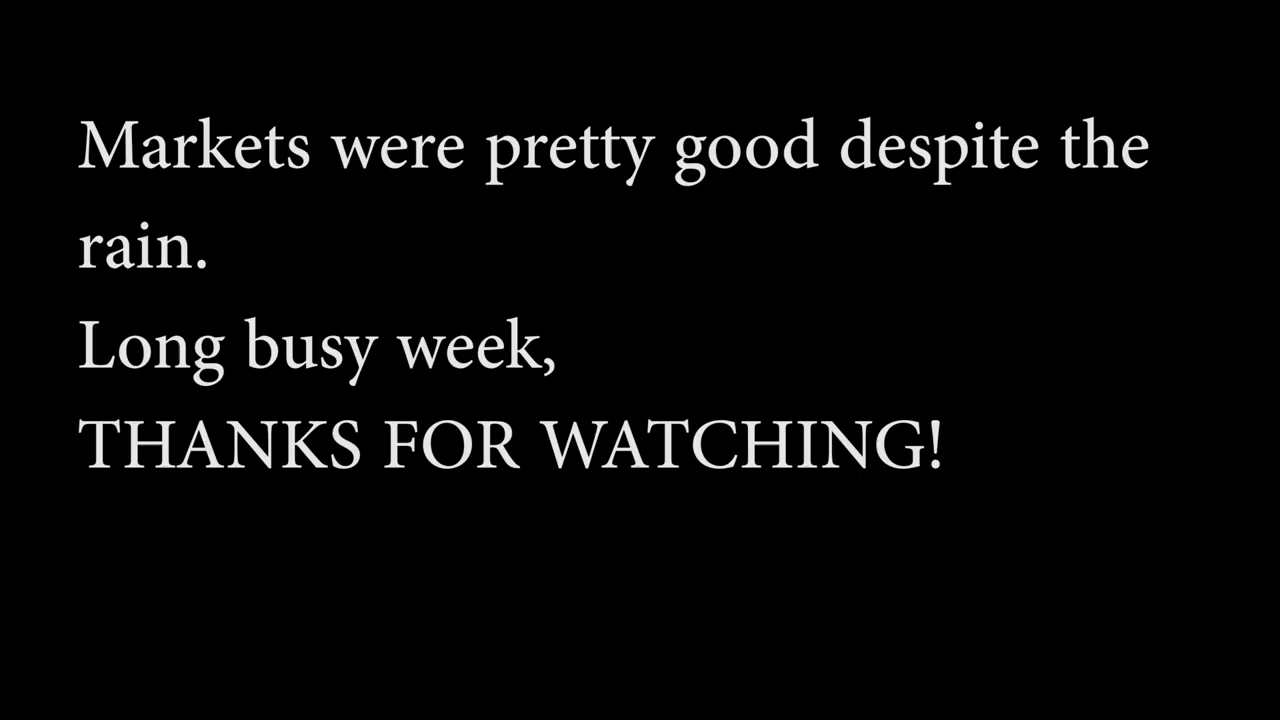 Markets were pretty good despite the
rain.
Long busy week,
THANKS FOR WATCHING!